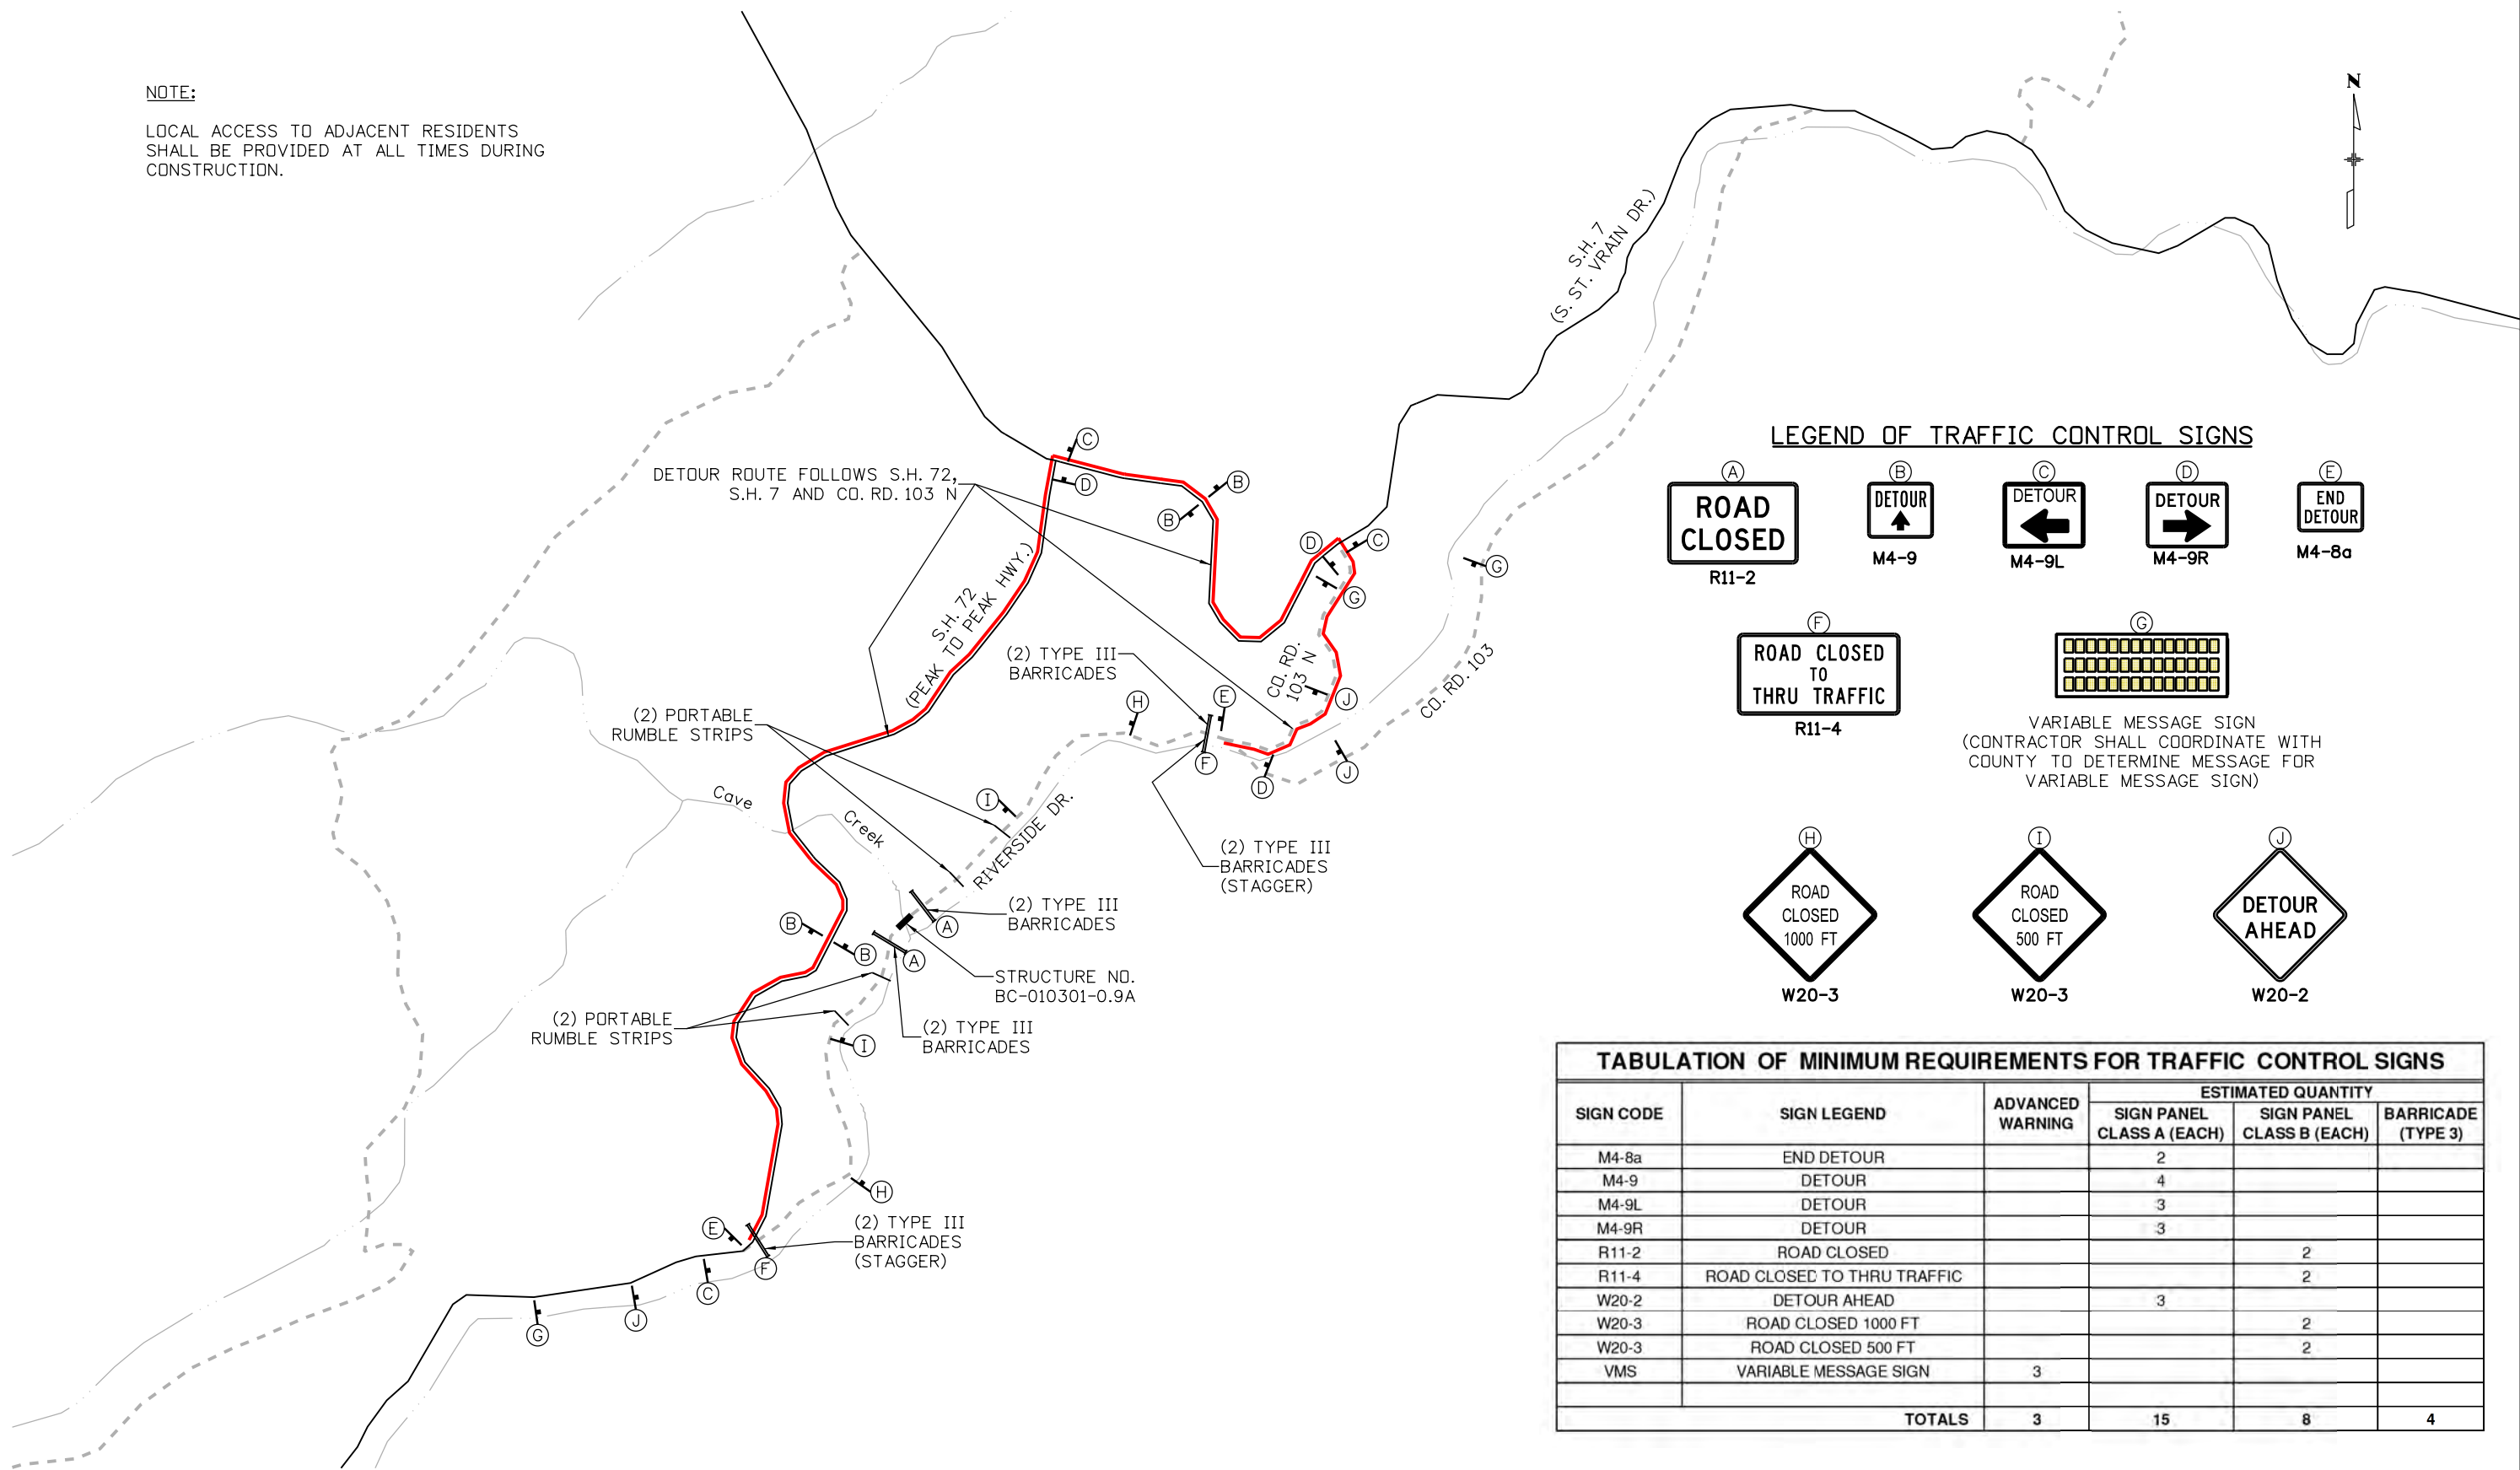 NOTE:
LOCAL ACCESS TO ADJACENT RESIDENTS
SHALL BE PROVIDED AT ALL TIMES DURING
CONSTRUCTION.
N
S.H. 7
(S. ST. VRAIN DR.)
C
DETOUR ROUTE FOLLOWS S.H. 72,
S.H. 7 AND CO. RD. 103 N
D
B
B
D
C
G
G
S.H. 72
(PEAK TO PEAK HWY.)
(2) TYPE III
BARRICADES
CO. RD.
103 N
J
CO. RD. 103
H
E
F
D
J
(2) PORTABLE
RUMBLE STRIPS
Cave
Creek
I
RIVERSIDE DR.
(2) TYPE III
BARRICADES
(STAGGER)
(2) TYPE III
BARRICADES
A
B
B
A
STRUCTURE NO.
BC-010301-0.9A
(2) PORTABLE
RUMBLE STRIPS
(2) TYPE III
BARRICADES
I
H
E
(2) TYPE III
BARRICADES
(STAGGER)
F
C
J
G
LEGEND OF TRAFFIC CONTROL SIGNS
A
ROAD
CLOSED
R11-2
B
DETOUR
M4-9
C
DETOUR
M4-9L
D
DETOUR
M4-9R
E
END
DETOUR
M4-8a
F
ROAD CLOSED
TO
THRU TRAFFIC
R11-4
G
VARIABLE MESSAGE SIGN
(CONTRACTOR SHALL COORDINATE WITH
COUNTY TO DETERMINE MESSAGE FOR
VARIABLE MESSAGE SIGN)
H
ROAD
CLOSED
1000 FT
W20-3
I
ROAD
CLOSED
500 FT
W20-3
J
DETOUR
AHEAD
W20-2
TABULATION OF MINIMUM REQUIREMENTS FOR TRAFFIC CONTROL SIGNS
SIGN CODE SIGN LEGEND ADVANCED WARNING ESTIMATED QUANTITY
SIGN PANEL CLASS A (EACH) SIGN PANEL CLASS B (EACH) BARRICADE (TYPE 3)
M4-8a END DETOUR 2
M4-9 DETOUR 4
M4-9L DETOUR 3
M4-9R DETOUR 3
R11-2 ROAD CLOSED 2
R11-4 ROAD CLOSED TO THRU TRAFFIC 2
W20-2 DETOUR AHEAD 3
W20-3 ROAD CLOSED 1000 FT 2
W20-3 ROAD CLOSED 500 FT 2
VMS VARIABLE MESSAGE SIGN 3
TOTALS 3 15 8 4